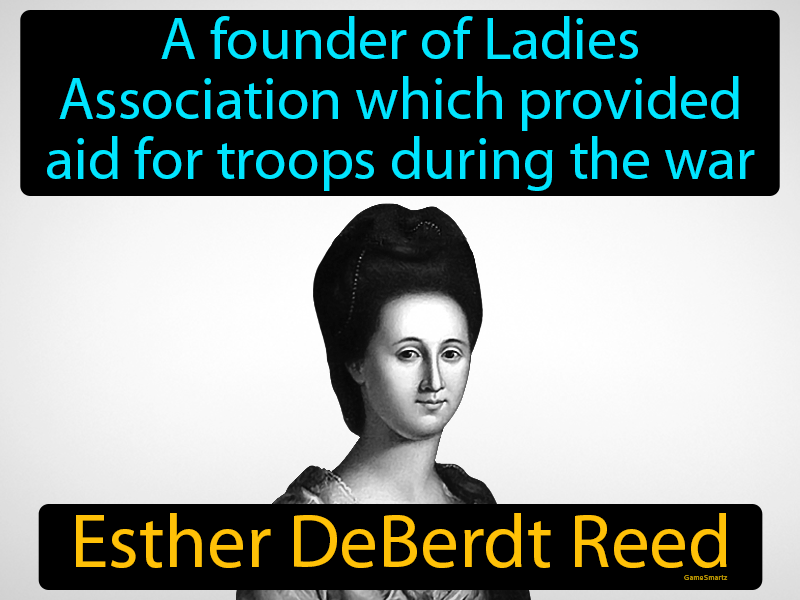 A founder of Ladies
Association which provided
aid for troops during the war
Esther DeBerdt Reed
GameSmartz